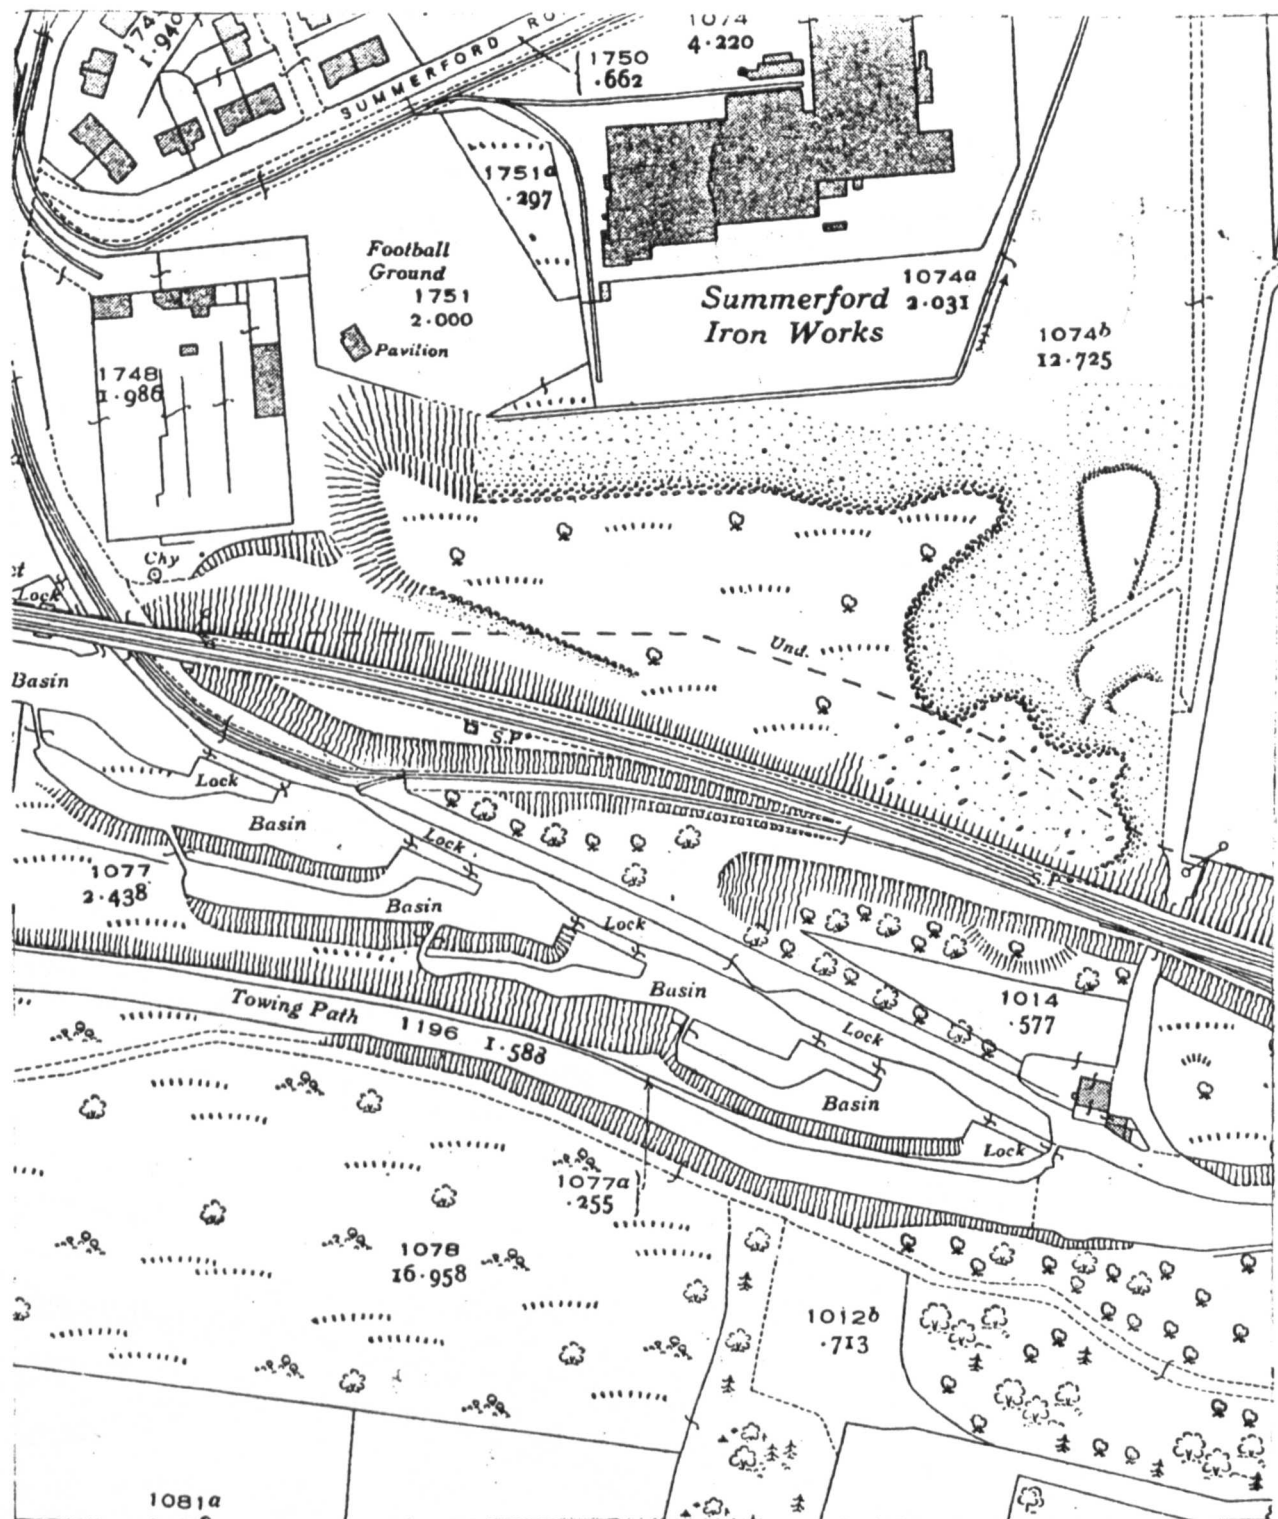 1.940
SUMMERFORD
1750
.662
1074
4.220
1751a
.297
Football
Ground
1751
2.000
Pavilion
Summerford
Iron Works
1074a
2.031
1074b
12.725
1748
1.986
Chy
Lock
Und.
Basin
S.P.
Lock
Basin
Lock
S.P.
1077
2.438
Basin
Lock
Basin
1014
.577
Towing Path
1196
1.588
Lock
Basin
Lock
1077a
.255
1078
16.958
1012b
.713
1081a